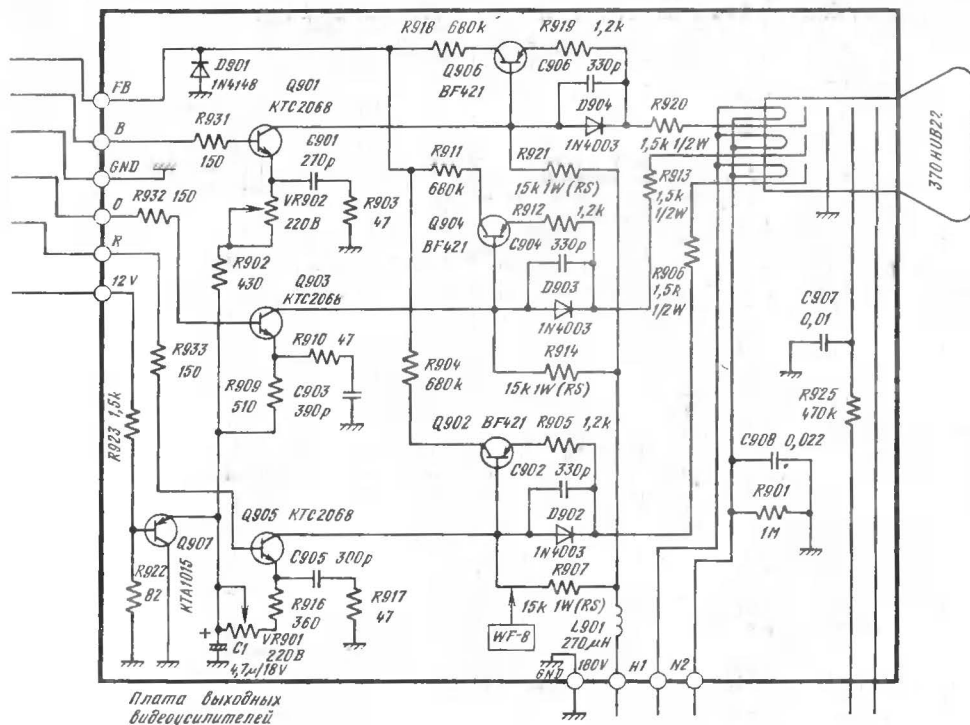 R918 680k
R919 1,2k
D901
1N4148
Q901
KTC2068
Q906
BF421
C906 330p
D904
1N4003
R920
1,5k 1/2W
370HUB22
FB
B
R931
150
C901
270p
R911
680k
R921
15k 1W(RS)
R913
1,5k
1/2W
GND
R932 150
O
VR902
220B
R903
47
Q904
BF421
R912 1,2k
C904 330p
R
R902
430
Q903
KTC2068
D903
1N4003
R906
1,5k
1/2W
12V
C907
0,01
R933
150
R910 47
R904
680k
R914
15k 1W(RS)
R909
510
C903
390p
R925
470k
R923 1,5k
Q902 BF421
R905 1,2k
C908 0,022
C902 330p
R901
1M
Q905 KTC2068
D902
1N4003
Q907
KTA1015
C905 300p
R922
82
R916
360
R917
47
R907
15k 1W(RS)
WF-8
L901
270µH
+
C1
4,7µ/18V
VR901
220B
GND
180V
H1
N2
Плата выходных
видеоусилителей